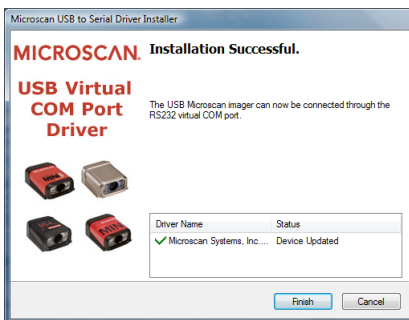 Microscan USB to Serial Driver Installer
MICROSCAN.
Installation Successful.
USB Virtual
COM Port
Driver
The USB Microscan imager can now be connected through the
RS232 virtual COM port.
Driver Name Status
Microscan Systems, Inc.... Device Updated
MINI
MINI
Finish Cancel